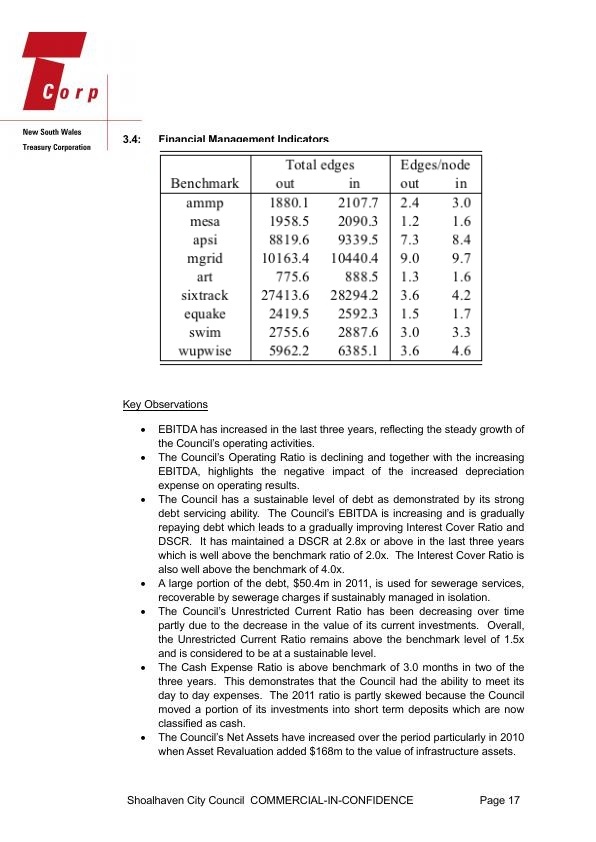 T
Corp
New South Wales
Treasury Corporation
3.4: Financial Management Indicators
Total edges Edges/node
Benchmark out in out in
ammp 1880.1 2107.7 2.4 3.0
mesa 1958.5 2090.3 1.2 1.6
apsi 8819.6 9339.5 7.3 8.4
mgrid 10163.4 10440.4 9.0 9.7
art 775.6 888.5 1.3 1.6
sixtrack 27413.6 28294.2 3.6 4.2
equake 2419.5 2592.3 1.5 1.7
swim 2755.6 2887.6 3.0 3.3
wupwise 5962.2 6385.1 3.6 4.6
Key Observations
• EBITDA has increased in the last three years, reflecting the steady growth of
the Council's operating activities.
• The Council's Operating Ratio is declining and together with the increasing
EBITDA, highlights the negative impact of the increased depreciation
expense on operating results.
• The Council has a sustainable level of debt as demonstrated by its strong
debt servicing ability. The Council's EBITDA is increasing and is gradually
repaying debt which leads to a gradually improving Interest Cover Ratio and
DSCR. It has maintained a DSCR at 2.8x or above in the last three years
which is well above the benchmark ratio of 2.0x. The Interest Cover Ratio is
also well above the benchmark of 4.0x.
• A large portion of the debt, $50.4m in 2011, is used for sewerage services,
recoverable by sewerage charges if sustainably managed in isolation.
• The Council's Unrestricted Current Ratio has been decreasing over time
partly due to the decrease in the value of its current investments. Overall,
the Unrestricted Current Ratio remains above the benchmark level of 1.5x
and is considered to be at a sustainable level.
• The Cash Expense Ratio is above benchmark of 3.0 months in two of the
three years. This demonstrates that the Council had the ability to meet its
day to day expenses. The 2011 ratio is partly skewed because the Council
moved a portion of its investments into short term deposits which are now
classified as cash.
• The Council's Net Assets have increased over the period particularly in 2010
when Asset Revaluation added $168m to the value of infrastructure assets.
Shoalhaven City Council COMMERCIAL-IN-CONFIDENCE Page 17